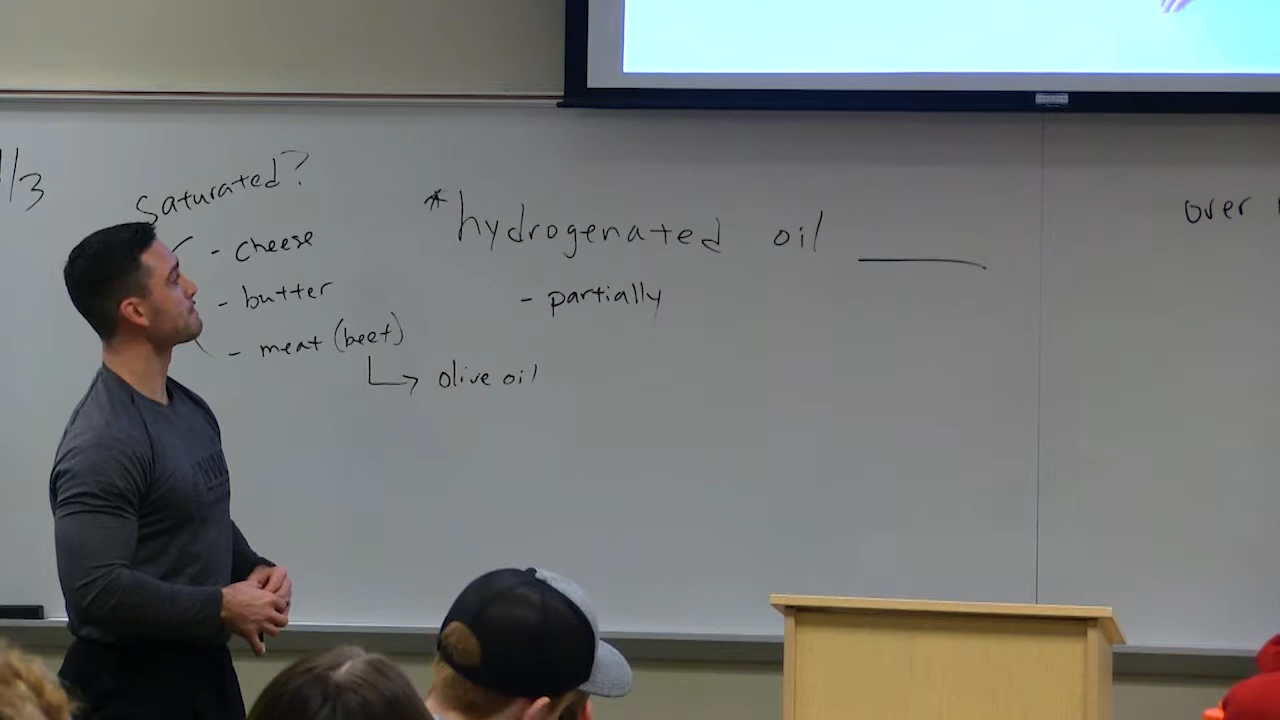 1/3
Saturated?
- cheese
- butter
- meat (beef)
olive oil
*hydrogenated oil
- partially
over